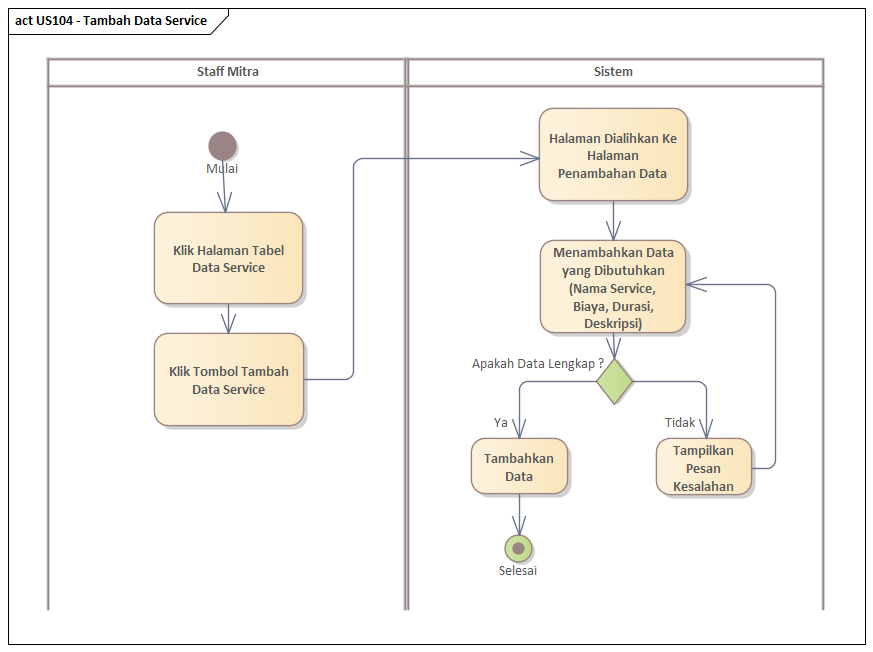 act US104 - Tambah Data Service
Staff Mitra
Sistem
Mulai
Klik Halaman Tabel
Data Service
Klik Tombol Tambah
Data Service
Halaman Dialihkan Ke
Halaman
Penambahan Data
Menambahkan Data
yang Dibutuhkan
(Nama Service,
Biaya, Durasi,
Deskripsi)
Apakah Data Lengkap ?
Ya
Tidak
Tambahkan
Data
Tampilkan
Pesan
Kesalahan
Selesai